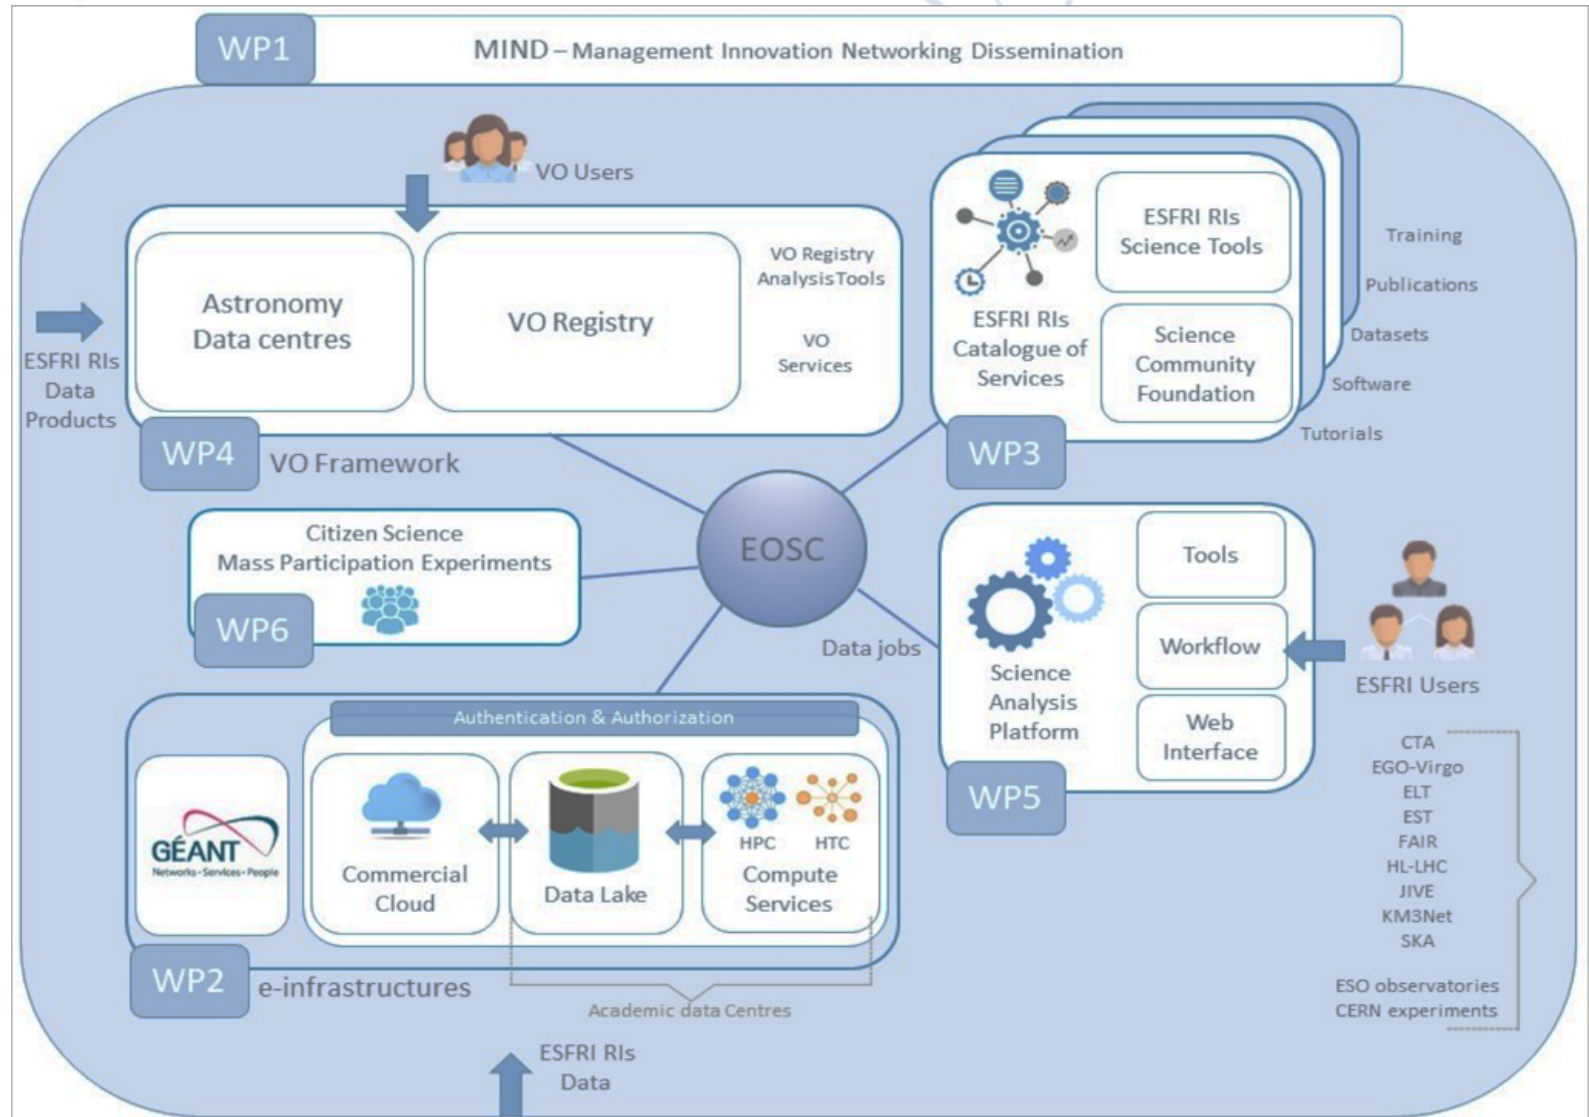 WP1
MIND – Management Innovation Networking Dissemination
VO Users
Astronomy
Data centres
VO Registry
VO Registry
AnalysisTools
VO
Services
ESFRI RIs
Data
Products
WP4
VO Framework
ESFRI RIs
Catalogue of
Services
ESFRI RIs
Science Tools
Science
Community
Foundation
WP3
Training
Publications
Datasets
Software
Tutorials
EOSC
Citizen Science
Mass Participation Experiments
WP6
Data jobs
Science
Analysis
Platform
Tools
Workflow
Web
Interface
WP5
ESFRI Users
CTA
EGO-Virgo
ELT
EST
FAIR
HL-LHC
JIVE
KM3Net
SKA
ESO observatories
CERN experiments
Authentication & Authorization
GÉANT
Networks • Services • People
Commercial
Cloud
Data Lake
HPC
HTC
Compute
Services
WP2
e-infrastructures
Academic data Centres
ESFRI RIs
Data